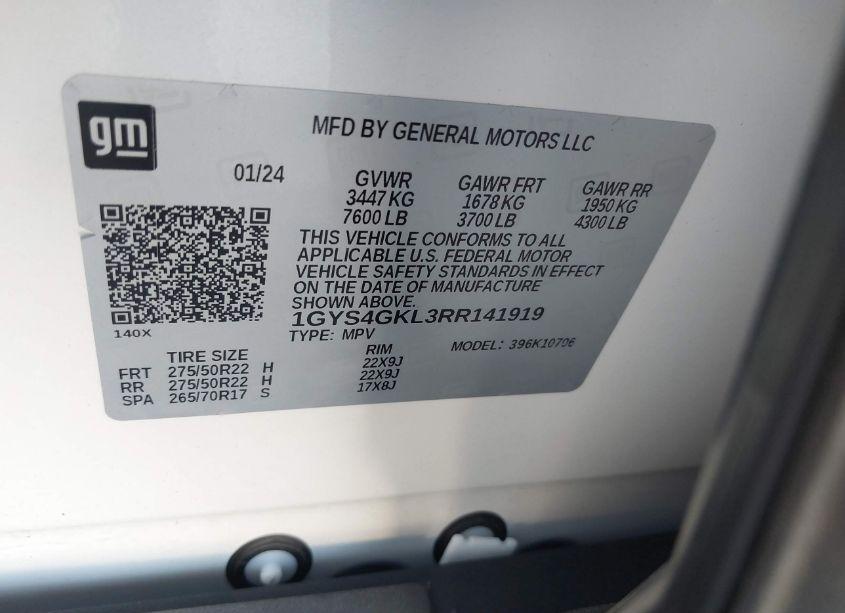 gm
MFD BY GENERAL MOTORS LLC
01/24
GVWR GAWR FRT GAWR RR
3447 KG 1678 KG 1950 KG
7600 LB 3700 LB 4300 LB
THIS VEHICLE CONFORMS TO ALL
APPLICABLE U.S. FEDERAL MOTOR
VEHICLE SAFETY STANDARDS IN EFFECT
ON THE DATE OF MANUFACTURE
SHOWN ABOVE.
1GYS4GKL3RR141919
140X
TYPE: MPV
MODEL: 396K10706
TIRE SIZE RIM
FRT 275/50R22 H 22X9J
RR 275/50R22 H 22X9J
SPA 265/70R17 S 17X8J